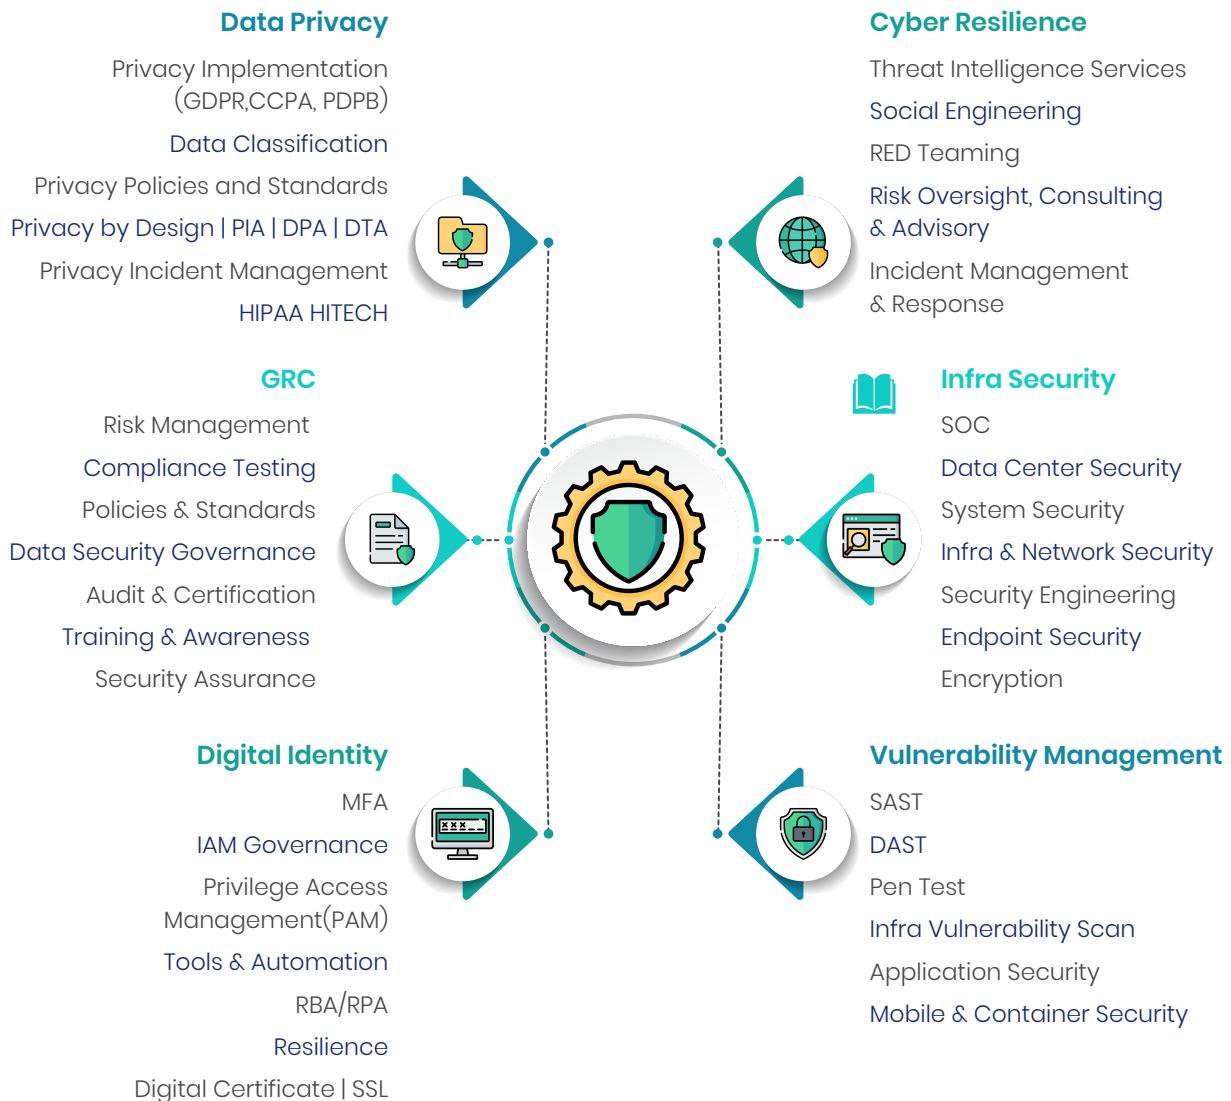 Data Privacy
Privacy Implementation
(GDPR,CCPA, PDPB)
Data Classification
Privacy Policies and Standards
Privacy by Design | PIA | DPA | DTA
Privacy Incident Management
HIPAA HITECH
Cyber Resilience
Threat Intelligence Services
Social Engineering
RED Teaming
Risk Oversight, Consulting
& Advisory
Incident Management
& Response
GRC
Risk Management
Compliance Testing
Policies & Standards
Data Security Governance
Audit & Certification
Training & Awareness
Security Assurance
Infra Security
SOC
Data Center Security
System Security
Infra & Network Security
Security Engineering
Endpoint Security
Encryption
Digital Identity
MFA
IAM Governance
Privilege Access
Management(PAM)
Tools & Automation
RBA/RPA
Resilience
Digital Certificate | SSL
Vulnerability Management
SAST
DAST
Pen Test
Infra Vulnerability Scan
Application Security
Mobile & Container Security